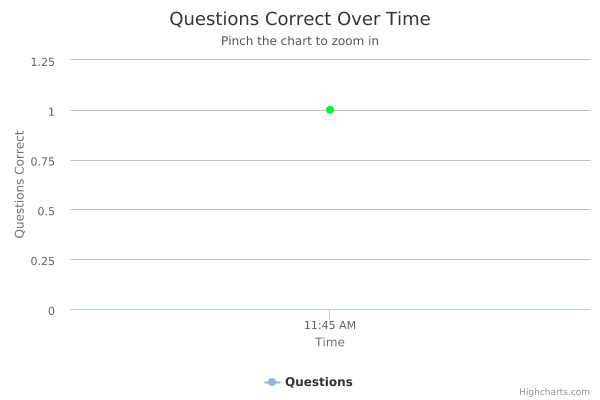 Questions Correct Over Time
Pinch the chart to zoom in
1.25
1
0.75
0.5
0.25
0
Questions Correct
11:45 AM
Time
Questions
Highcharts.com